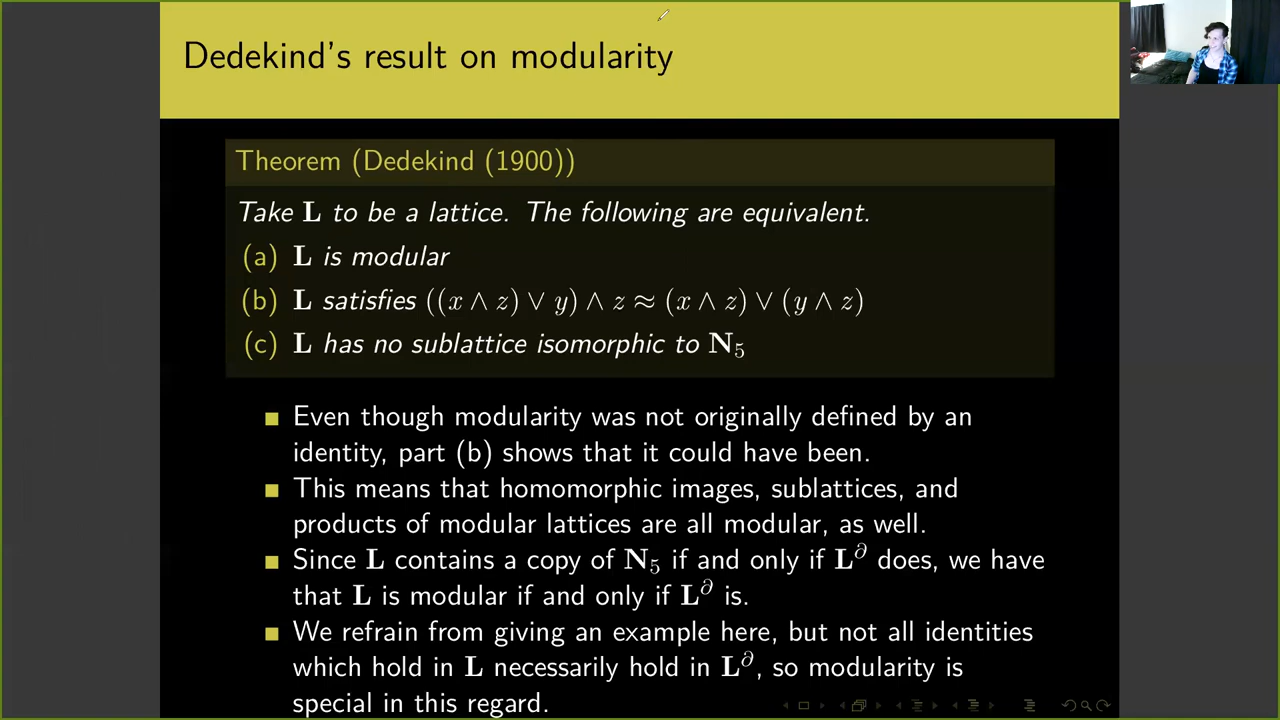 Dedekind's result on modularity
Theorem (Dedekind (1900))
Take L to be a lattice. The following are equivalent.
(a) L is modular
(b) L satisfies ((x ∧ z) ∨ y) ∧ z ≈ (x ∧ z) ∨ (y ∧ z)
(c) L has no sublattice isomorphic to N₅
Even though modularity was not originally defined by an
identity, part (b) shows that it could have been.
This means that homomorphic images, sublattices, and
products of modular lattices are all modular, as well.
Since L contains a copy of N₅ if and only if L^∂ does, we have
that L is modular if and only if L^∂ is.
We refrain from giving an example here, but not all identities
which hold in L necessarily hold in L^∂, so modularity is
special in this regard.